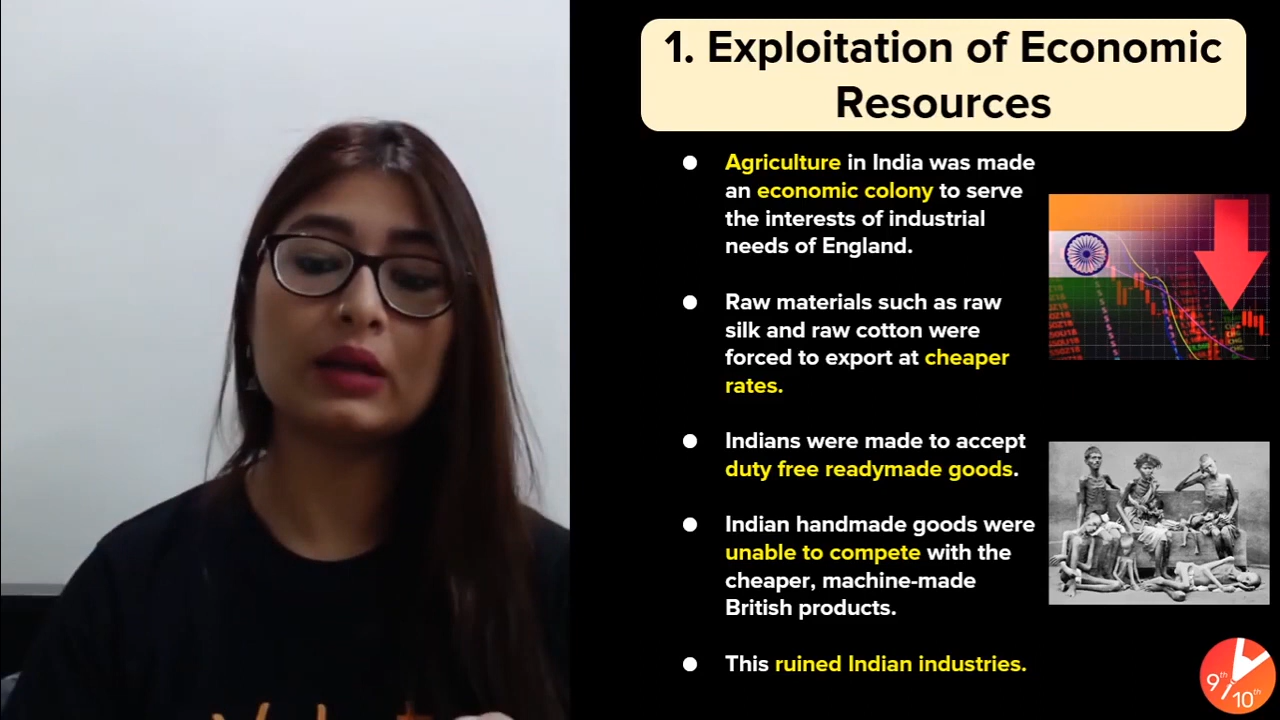 1. Exploitation of Economic
Resources
● Agriculture in India was made
an economic colony to serve
the interests of industrial
needs of England.
● Raw materials such as raw
silk and raw cotton were
forced to export at cheaper
rates.
● Indians were made to accept
duty free readymade goods.
● Indian handmade goods were
unable to compete with the
cheaper, machine-made
British products.
● This ruined Indian industries.
9th
10th